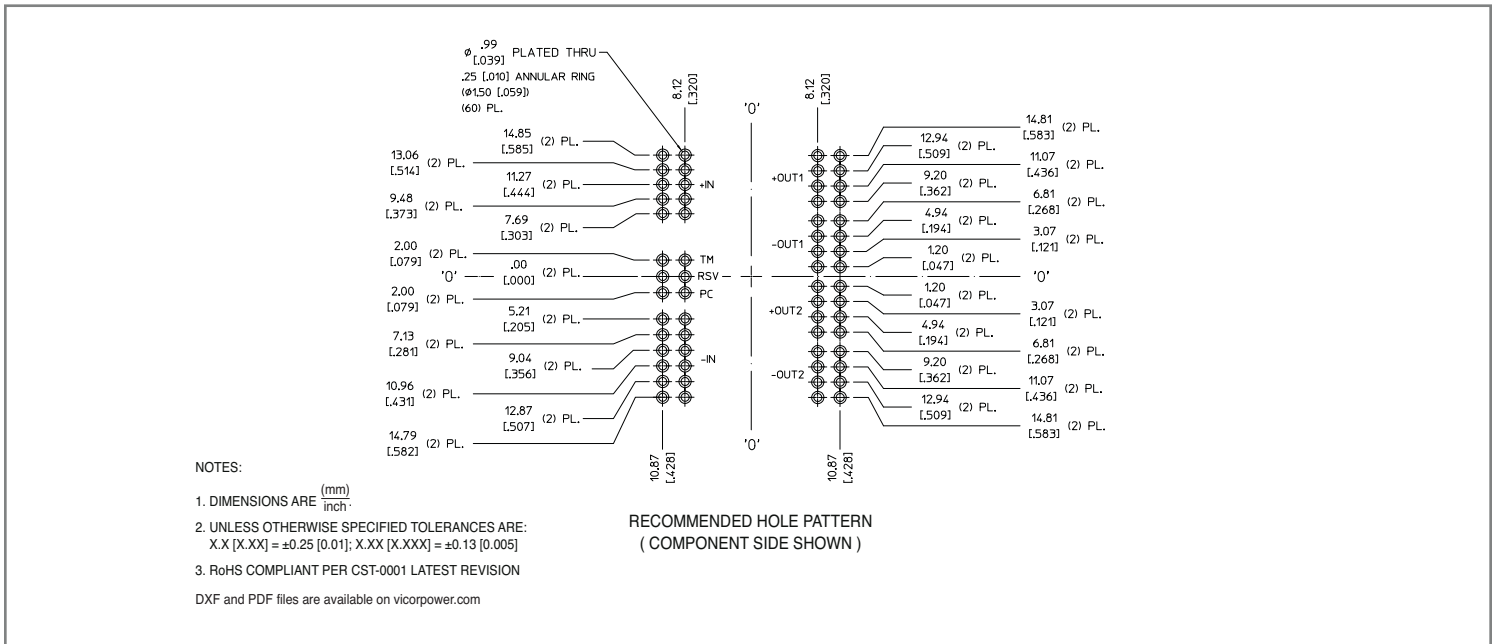 ø .99 PLATED THRU
[.039]
.25 [.010] ANNULAR RING
(ø1.50 [.059])
(60) PL.
8.12
[.320]
'0'
8.12
[.320]
14.85
[.585] (2) PL.
13.06
[.514] (2) PL.
11.27
[.444] (2) PL.
9.48
[.373] (2) PL.
7.69
[.303] (2) PL.
2.00
[.079] (2) PL.
'0'
.00
[.000] (2) PL.
2.00
[.079] (2) PL.
5.21
[.205] (2) PL.
7.13
[.281] (2) PL.
9.04
[.356] (2) PL.
10.96
[.431] (2) PL.
12.87
[.507] (2) PL.
14.79
[.582] (2) PL.
+IN
TM
RSV
PC
-IN
10.87
[.428]
'0'
10.87
[.428]
+OUT1
-OUT1
+OUT2
-OUT2
14.81
[.583] (2) PL.
12.94
[.509] (2) PL.
11.07
[.436] (2) PL.
9.20
[.362] (2) PL.
6.81
[.268] (2) PL.
4.94
[.194] (2) PL.
3.07
[.121] (2) PL.
1.20
[.047] (2) PL.
'0'
1.20
[.047] (2) PL.
3.07
[.121] (2) PL.
4.94
[.194] (2) PL.
6.81
[.268] (2) PL.
9.20
[.362] (2) PL.
11.07
[.436] (2) PL.
12.94
[.509] (2) PL.
14.81
[.583] (2) PL.
NOTES:
1. DIMENSIONS ARE (mm)
inch.
2. UNLESS OTHERWISE SPECIFIED TOLERANCES ARE:
X.X [X.XX] = ±0.25 [0.01]; X.XX [X.XXX] = ±0.13 [0.005]
3. RoHS COMPLIANT PER CST-0001 LATEST REVISION
DXF and PDF files are available on vicorpower.com
RECOMMENDED HOLE PATTERN
( COMPONENT SIDE SHOWN )